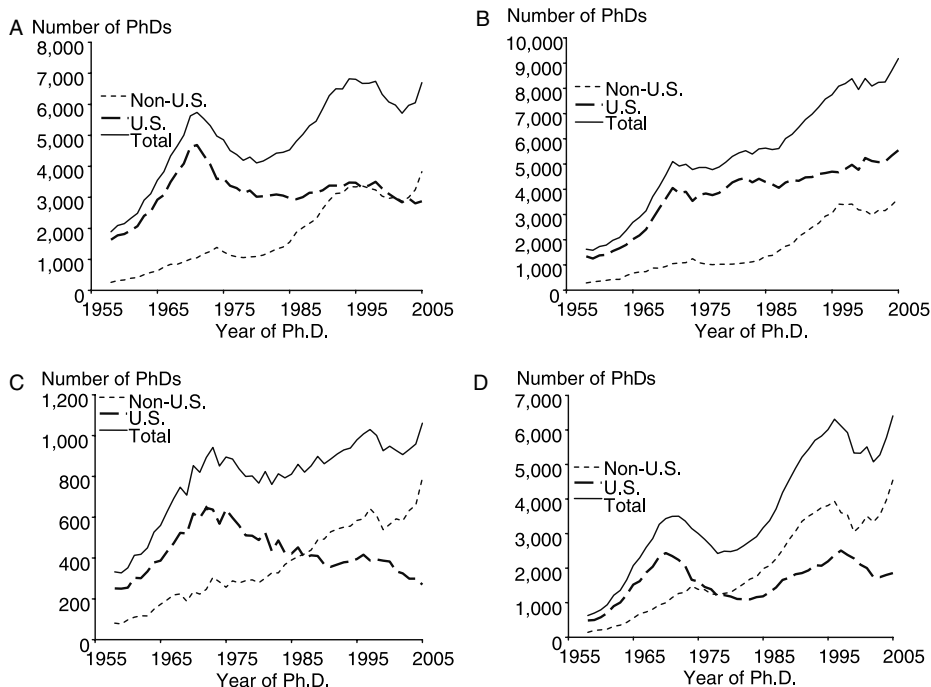 A Number of PhDs
8,000
7,000
6,000
5,000
4,000
3,000
2,000
1,000
0
Non-U.S.
U.S.
Total
1955 1965 1975 1985 1995 2005
Year of Ph.D.
B Number of PhDs
10,000
9,000
8,000
7,000
6,000
5,000
4,000
3,000
2,000
1,000
0
Non-U.S.
U.S.
Total
1955 1965 1975 1985 1995 2005
Year of Ph.D.
C Number of PhDs
1,200
1,000
800
600
400
200
0
Non-U.S.
U.S.
Total
1955 1965 1975 1985 1995 2005
Year of Ph.D.
D Number of PhDs
7,000
6,000
5,000
4,000
3,000
2,000
1,000
0
Non-U.S.
U.S.
Total
1955 1965 1975 1985 1995 2005
Year of Ph.D.